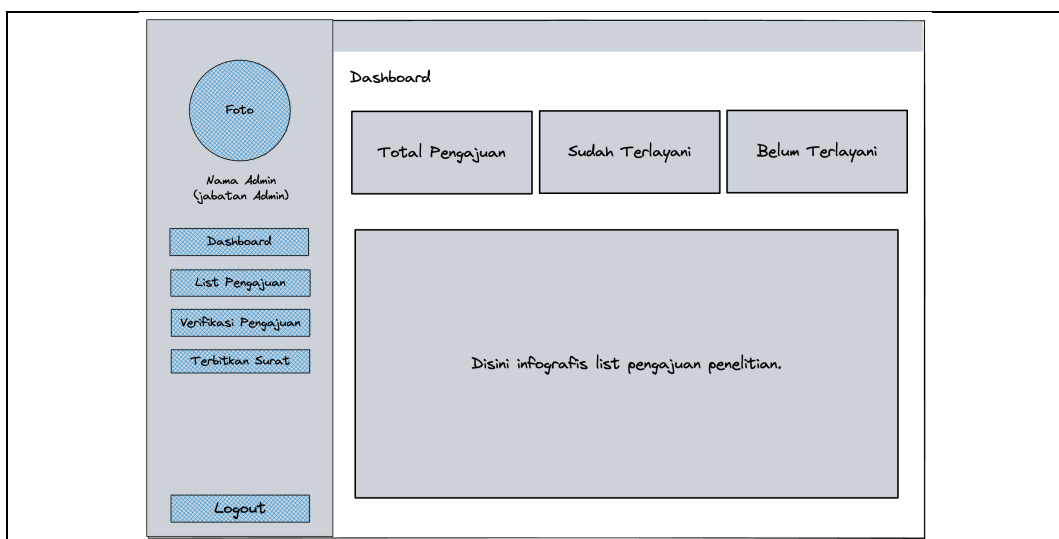 Foto
Nama Admin
(jabatan Admin)
Dashboard
List Pengajuan
Verifikasi Pengajuan
Terbitkan Surat
Logout
Dashboard
Total Pengajuan
Sudah Terlayani
Belum Terlayani
Disini infografis list pengajuan penelitian.